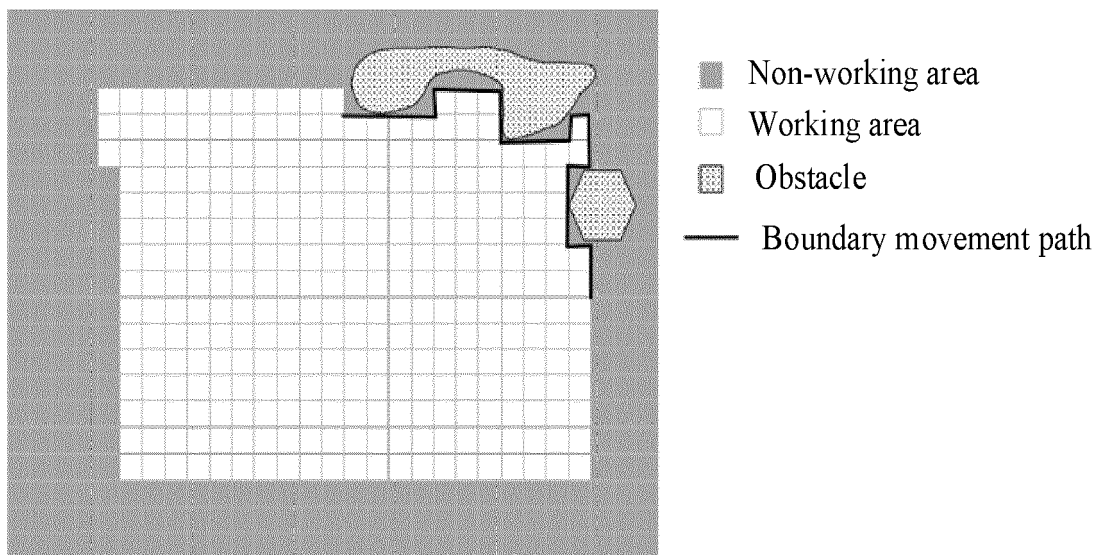 Non-working area
Working area
Obstacle
Boundary movement path